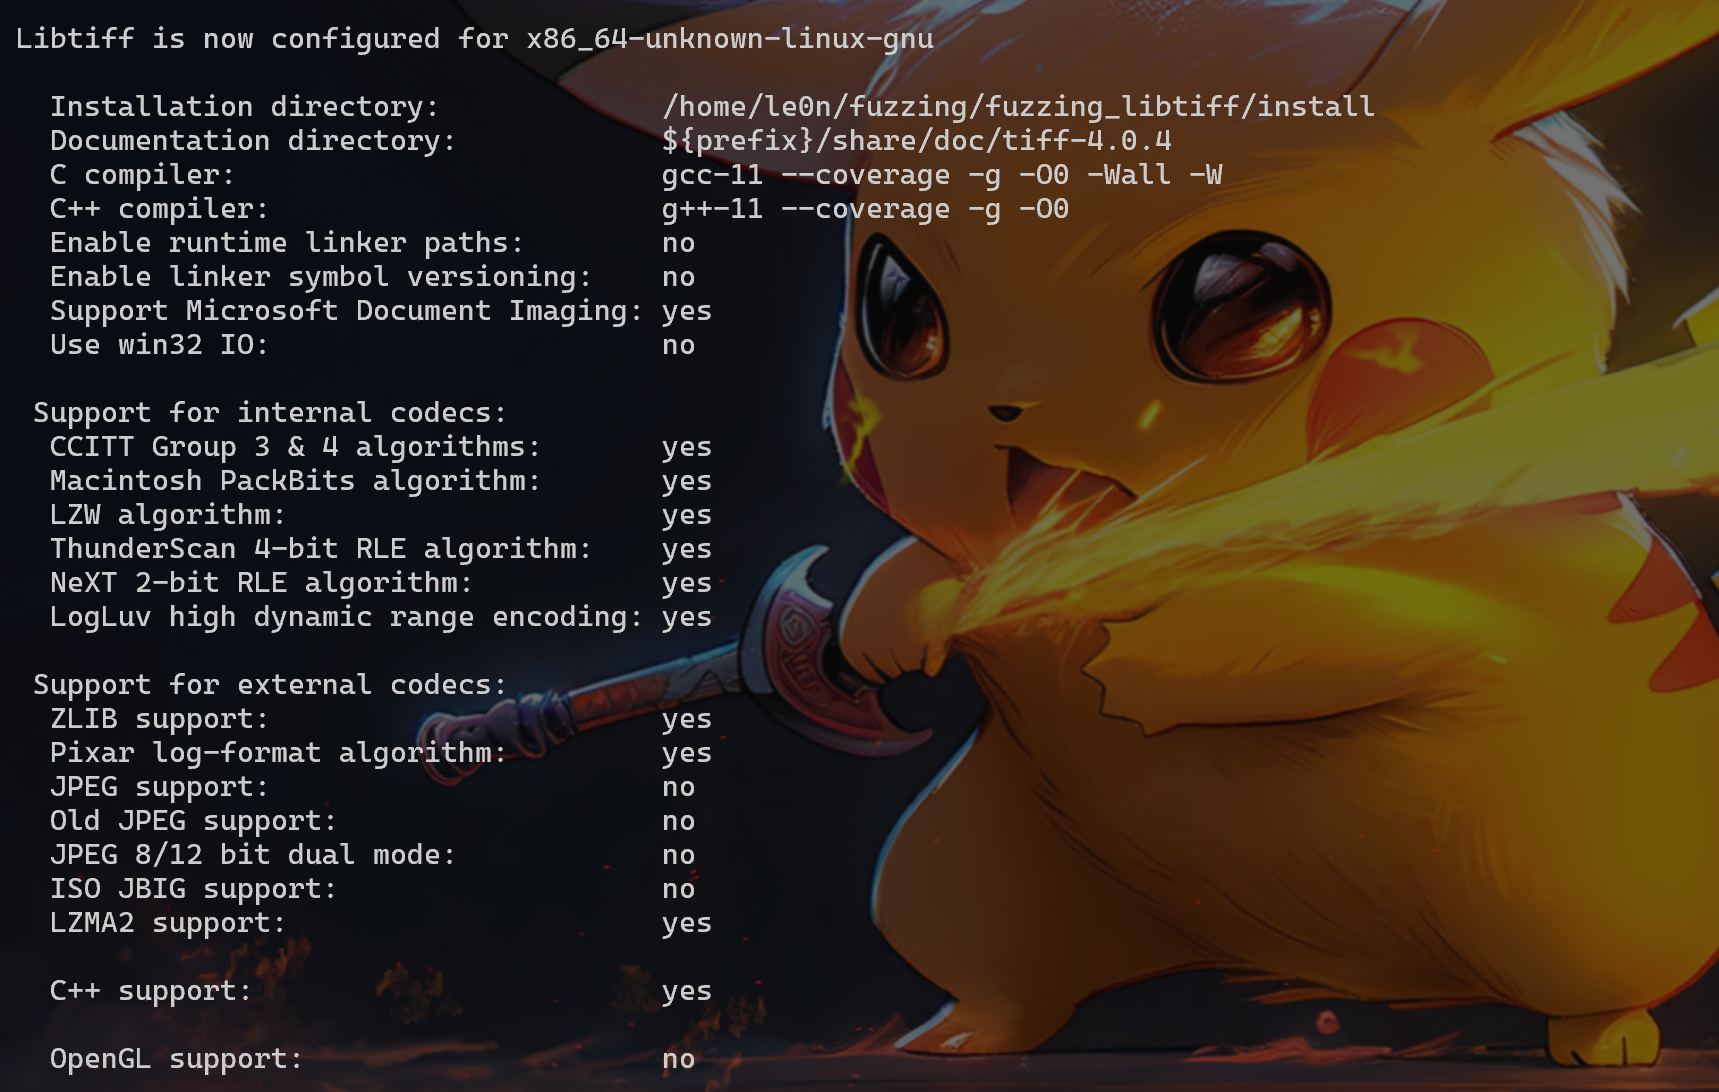 Libtiff is now configured for x86_64-unknown-linux-gnu
Installation directory: /home/le0n/fuzzing/fuzzing_libtiff/install
Documentation directory: ${prefix}/share/doc/tiff-4.0.4
C compiler: gcc-11 --coverage -g -O0 -Wall -W
C++ compiler: g++-11 --coverage -g -O0
Enable runtime linker paths: no
Enable linker symbol versioning: no
Support Microsoft Document Imaging: yes
Use win32 IO: no
Support for internal codecs:
CCITT Group 3 & 4 algorithms: yes
Macintosh PackBits algorithm: yes
LZW algorithm: yes
ThunderScan 4-bit RLE algorithm: yes
NeXT 2-bit RLE algorithm: yes
LogLuv high dynamic range encoding: yes
Support for external codecs:
ZLIB support: yes
Pixar log-format algorithm: yes
JPEG support: no
Old JPEG support: no
JPEG 8/12 bit dual mode: no
ISO JBIG support: no
LZMA2 support: yes
C++ support: yes
OpenGL support: no